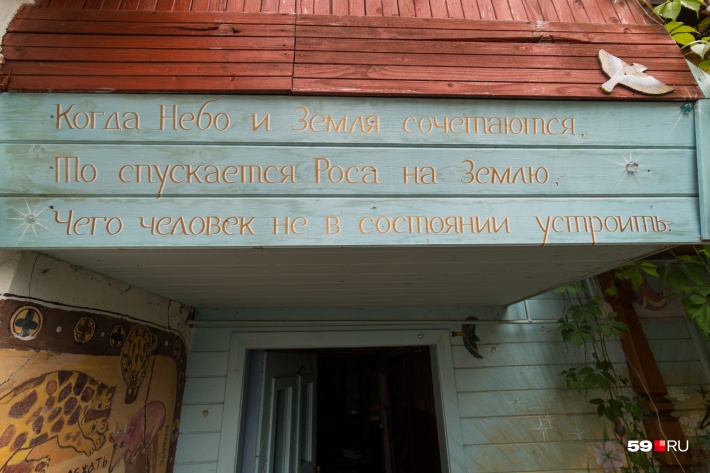 Когда Небо и Земля сочетаются,
То спускается Роса на Землю,
Чего человек не в состоянии устроить.
59.RU